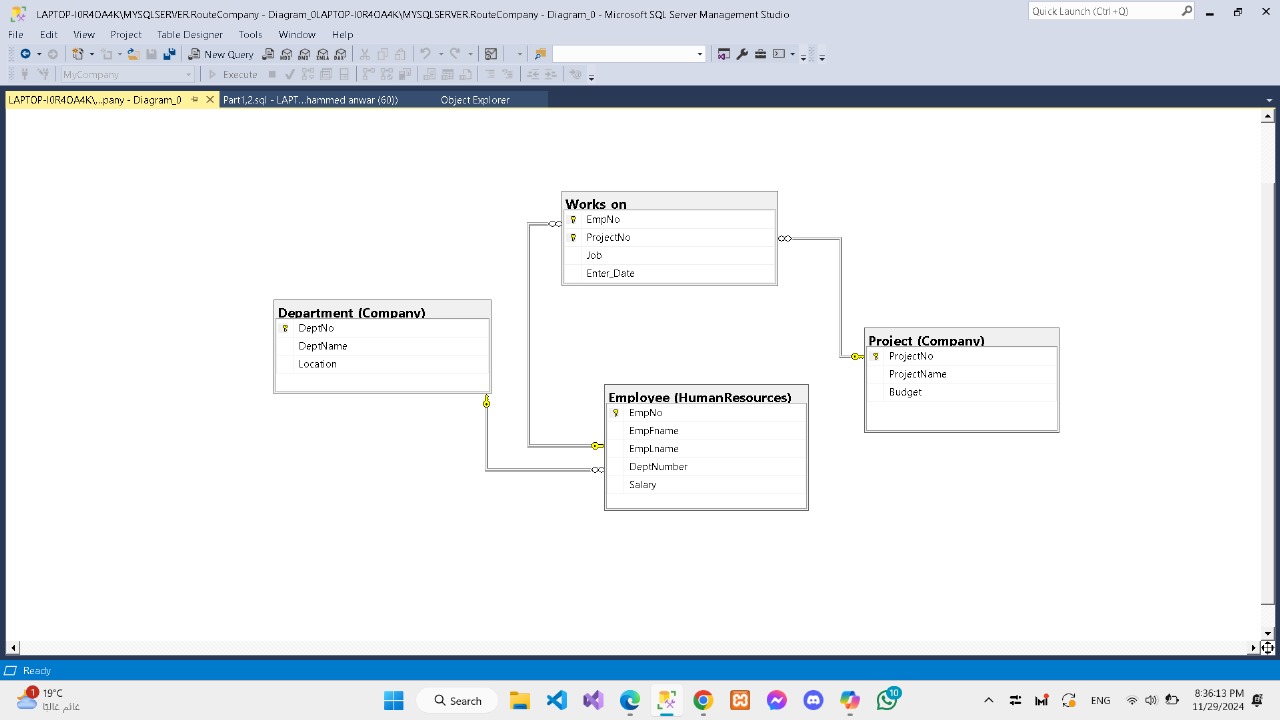 LAPTOP-I0R4OA4K\MYSQLSERVER.RouteCompany - Diagram_0LAPTOP-I0R4OA4K\MYSQLSERVER.RouteCompany - Diagram_0 - Microsoft SQL Server Management Studio
Quick Launch (Ctrl+Q)
File Edit View Project Table Designer Tools Window Help
New Query
MyCompany
Execute
LAPTOP-I0R4OA4K\...pany - Diagram_0
Part1,2.sql - LAPT...hammed anwar (60))
Object Explorer
Works_on
EmpNo
ProjectNo
Job
Enter_Date
Department (Company)
DeptNo
DeptName
Location
Project (Company)
ProjectNo
ProjectName
Budget
Employee (HumanResources)
EmpNo
EmpFname
EmpLname
DeptNumber
Salary
Ready
1
19°C
غائم غالبًا
Search
10
ENG
8:36:13 PM
11/29/2024